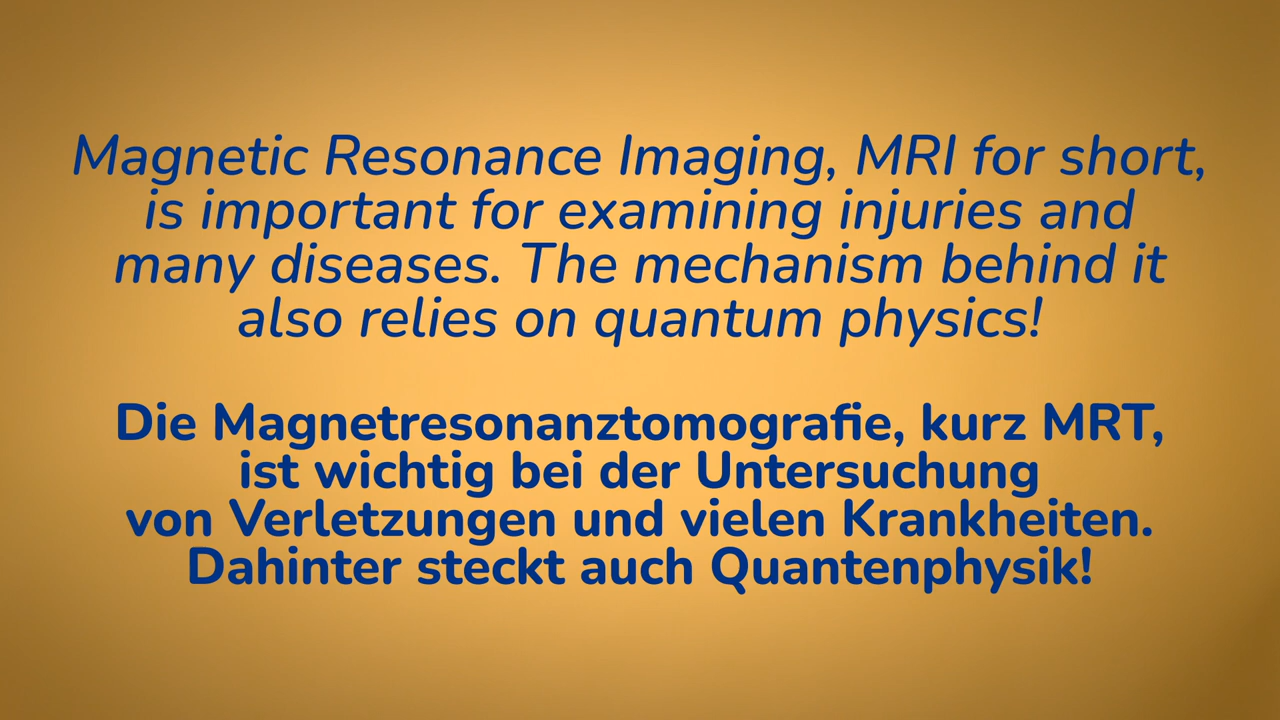 Magnetic Resonance Imaging, MRI for short,
is important for examining injuries and
many diseases. The mechanism behind it
also relies on quantum physics!
Die Magnetresonanztomografie, kurz MRT,
ist wichtig bei der Untersuchung
von Verletzungen und vielen Krankheiten.
Dahinter steckt auch Quantenphysik!